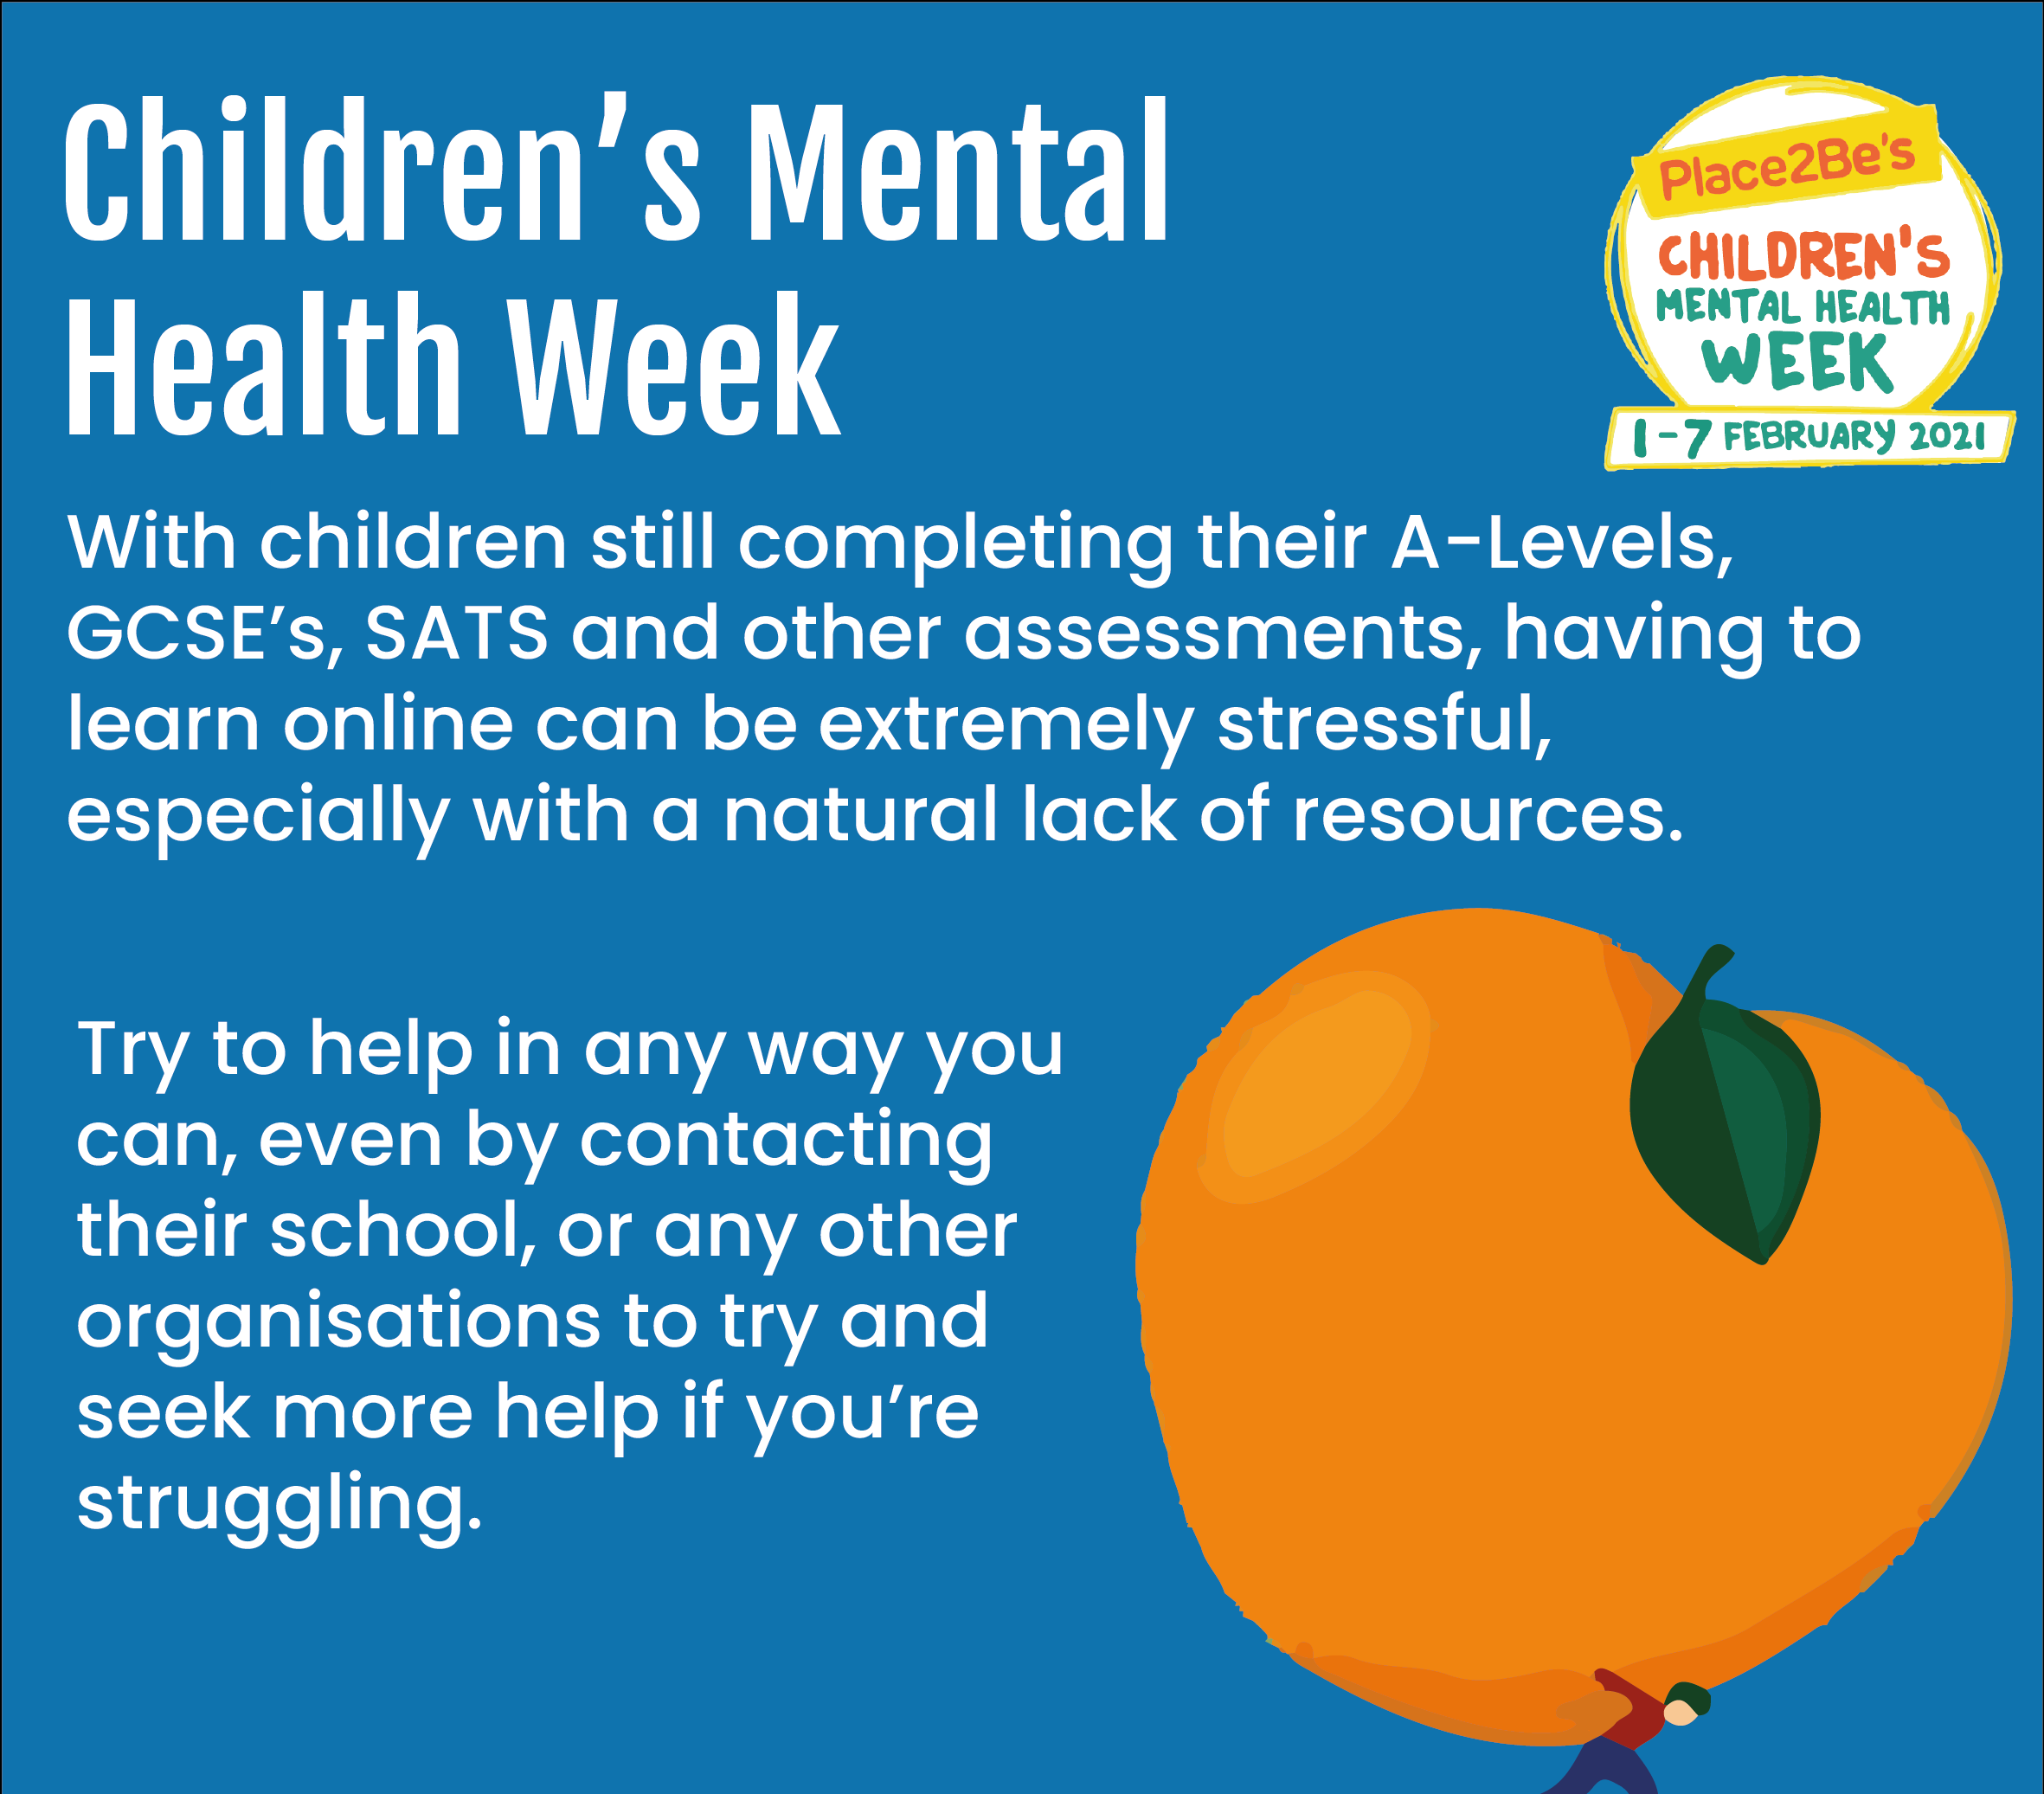 Children’s Mental
Health Week
Place2Be's
CHILDREN'S
MENTAL HEALTH
WEEK
1-7 FEBRUARY 2021
With children still completing their A-Levels,
GCSE’s, SATS and other assessments, having to
learn online can be extremely stressful,
especially with a natural lack of resources.
Try to help in any way you
can, even by contacting
their school, or any other
organisations to try and
seek more help if you’re
struggling.